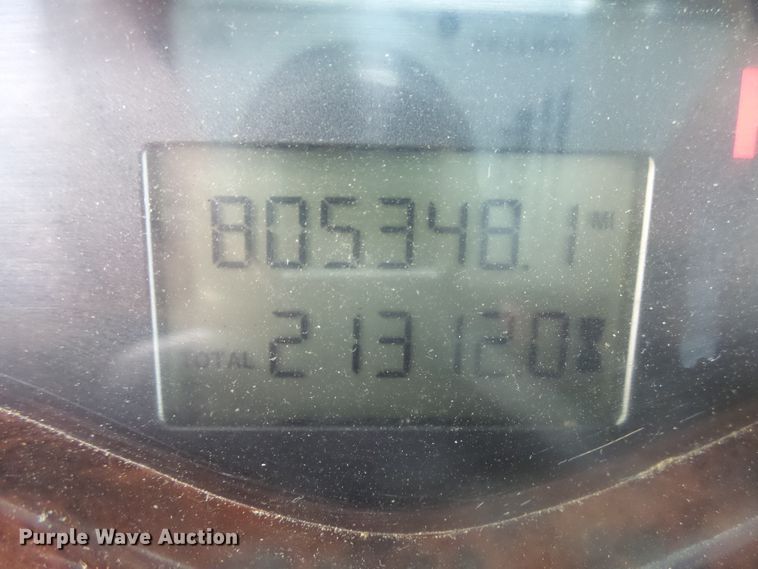 805348.1 MI
TOTAL 213120
Purple Wave Auction